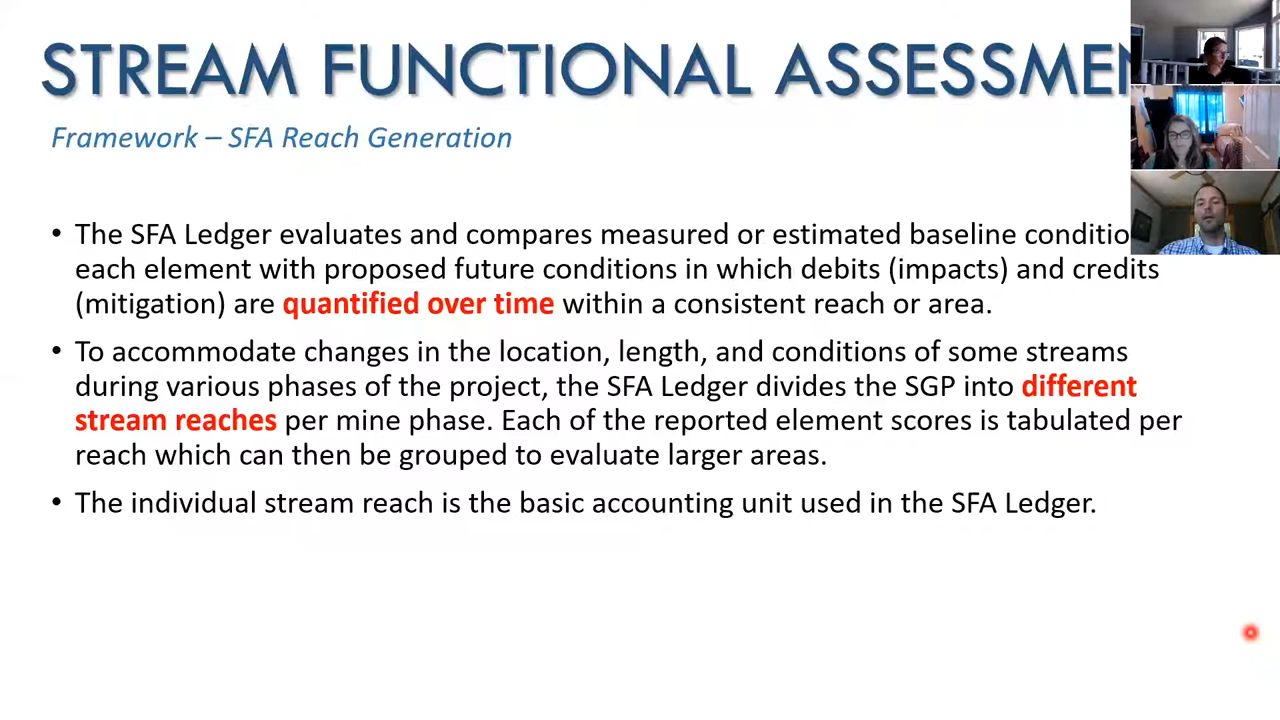 STREAM FUNCTIONAL ASSESSME
Framework – SFA Reach Generation
• The SFA Ledger evaluates and compares measured or estimated baseline conditio
each element with proposed future conditions in which debits (impacts) and credits
(mitigation) are quantified over time within a consistent reach or area.
• To accommodate changes in the location, length, and conditions of some streams
during various phases of the project, the SFA Ledger divides the SGP into different
stream reaches per mine phase. Each of the reported element scores is tabulated per
reach which can then be grouped to evaluate larger areas.
• The individual stream reach is the basic accounting unit used in the SFA Ledger.